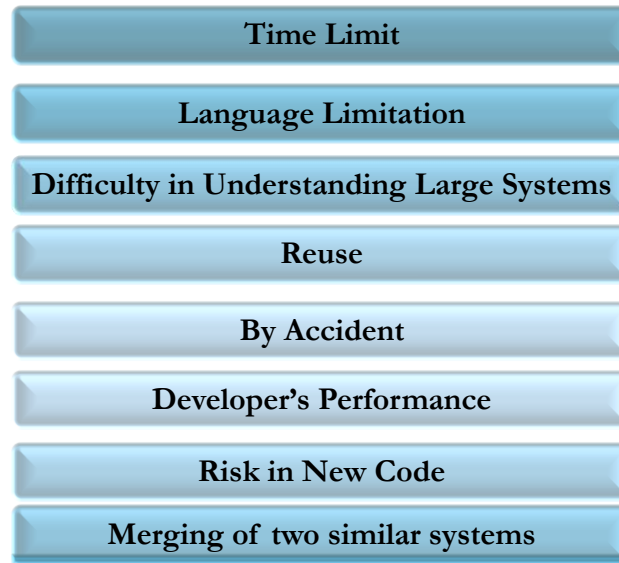 Time Limit
Language Limitation
Difficulty in Understanding Large Systems
Reuse
By Accident
Developer’s Performance
Risk in New Code
Merging of two similar systems